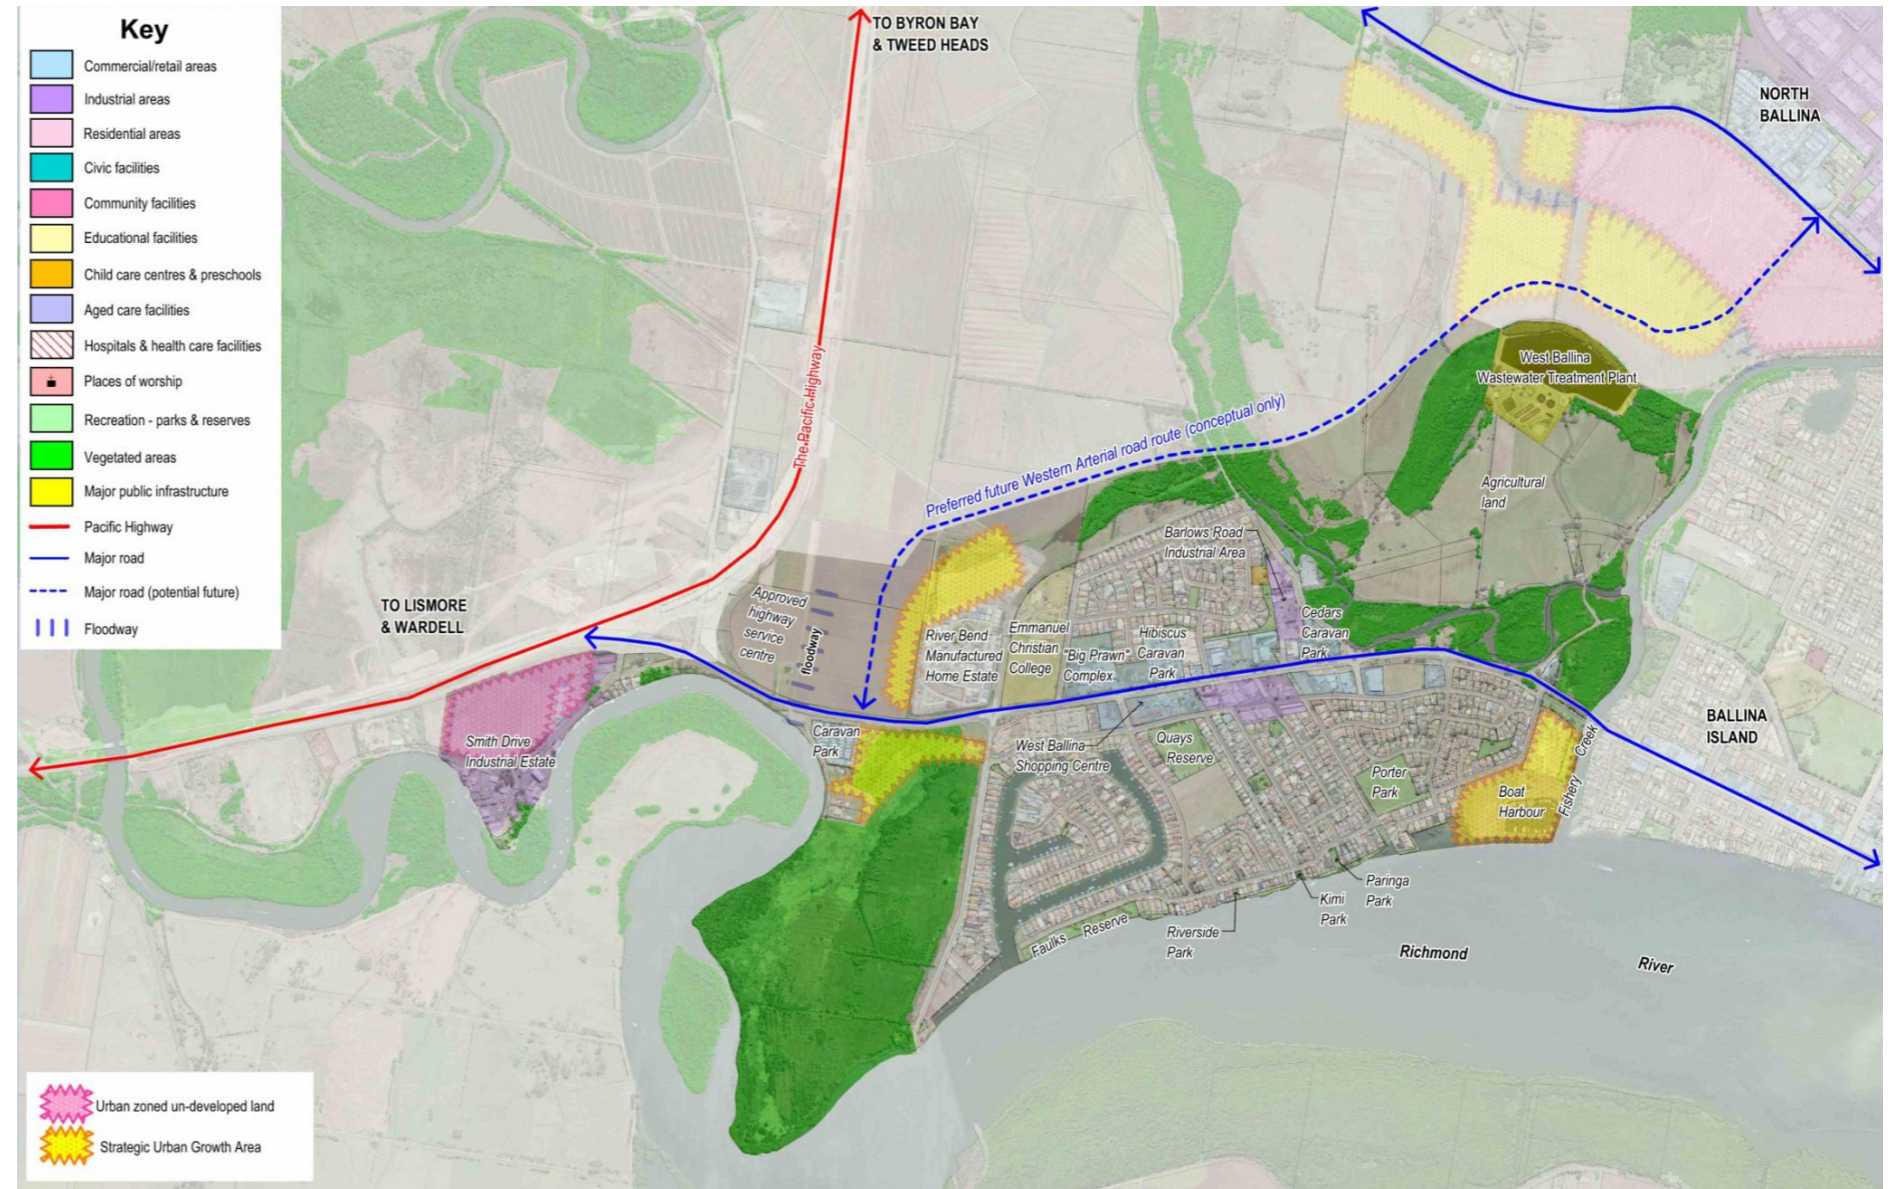 Key
Commercial/retail areas
Industrial areas
Residential areas
Civic facilities
Community facilities
Educational facilities
Child care centres & preschools
Aged care facilities
Hospitals & health care facilities
Places of worship
Recreation - parks & reserves
Vegetated areas
Major public infrastructure
Pacific Highway
Major road
Major road (potential future)
Floodway
TO BYRON BAY
& TWEED HEADS
NORTH
BALLINA
The Pacific Highway
West Ballina
Wastewater Treatment Plant
Preferred future Western Arterial road route (conceptual only)
Agricultural
land
Barlows Road
Industrial Area
TO LISMORE
& WARDELL
Approved
highway
service
centre
floodway
River Bend
Manufactured
Home Estate
Emmanuel
Christian
College
"Big Prawn"
Complex
Hibiscus
Caravan
Park
Cedars
Caravan
Park
Smith Drive
Industrial Estate
Caravan
Park
West Ballina
Shopping Centre
Quays
Reserve
Porter
Park
Boat
Harbour
Fishery Creek
BALLINA
ISLAND
Faulks Reserve
Riverside
Park
Kimi
Park
Paringa
Park
Richmond River
Urban zoned un-developed land
Strategic Urban Growth Area